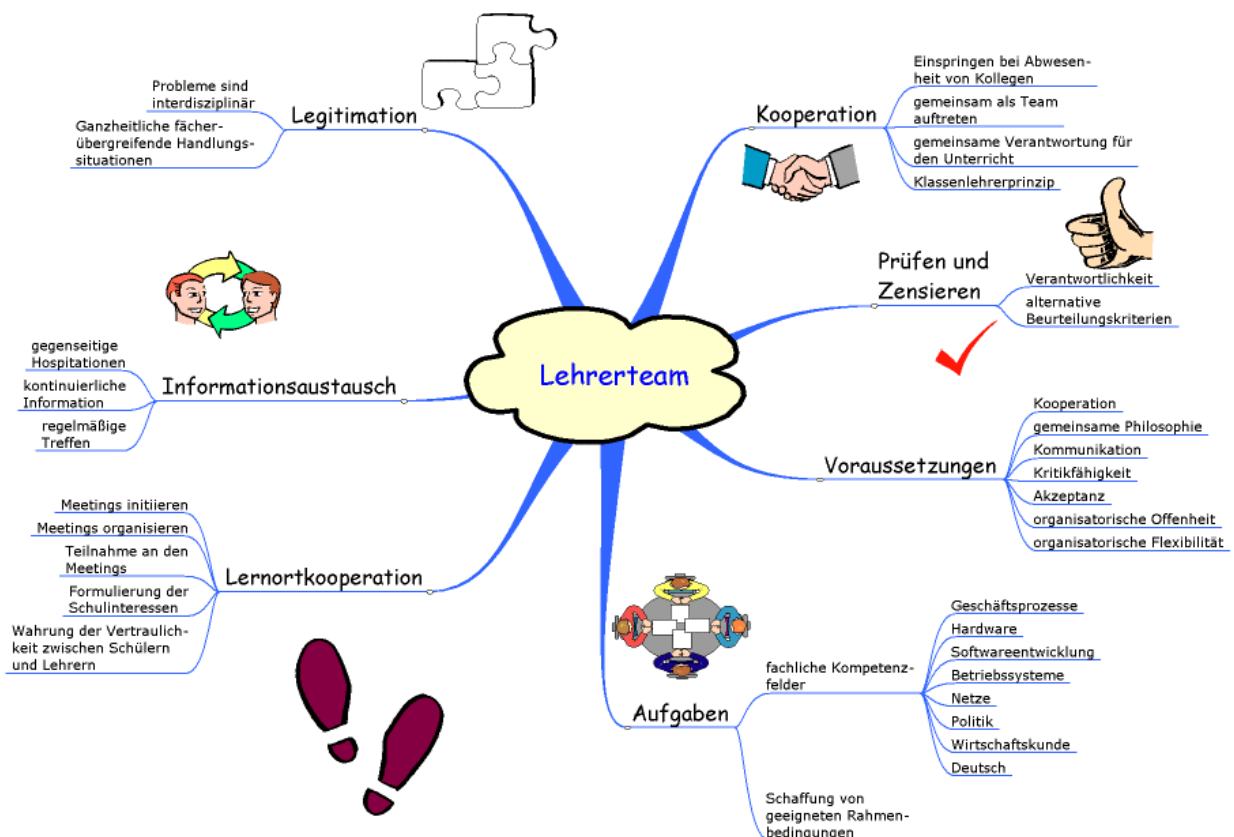 Lehrerteam
Legitimation
Probleme sind
interdisziplinär
Ganzheitliche fächer-
übergreifende Handlungs-
situationen
Informationsaustausch
gegenseitige
Hospitationen
kontinuierliche
Information
regelmäßige
Treffen
Lernortkooperation
Meetings initiieren
Meetings organisieren
Teilnahme an den
Meetings
Formulierung der
Schulinteressen
Wahrung der Vertraulich-
keit zwischen Schülern
und Lehrern
Kooperation
Einspringen bei Abwesen-
heit von Kollegen
gemeinsam als Team
auftreten
gemeinsame Verantwortung für
den Unterricht
Klassenlehrerprinzip
Prüfen und
Zensieren
Verantwortlichkeit
alternative
Beurteilungskriterien
Voraussetzungen
Kooperation
gemeinsame Philosophie
Kommunikation
Kritikfähigkeit
Akzeptanz
organisatorische Offenheit
organisatorische Flexibilität
Aufgaben
fachliche Kompetenz-
felder
Geschäftsprozesse
Hardware
Softwareentwicklung
Betriebssysteme
Netze
Politik
Wirtschaftskunde
Deutsch
Schaffung von
geeigneten Rahmen-
bedingungen